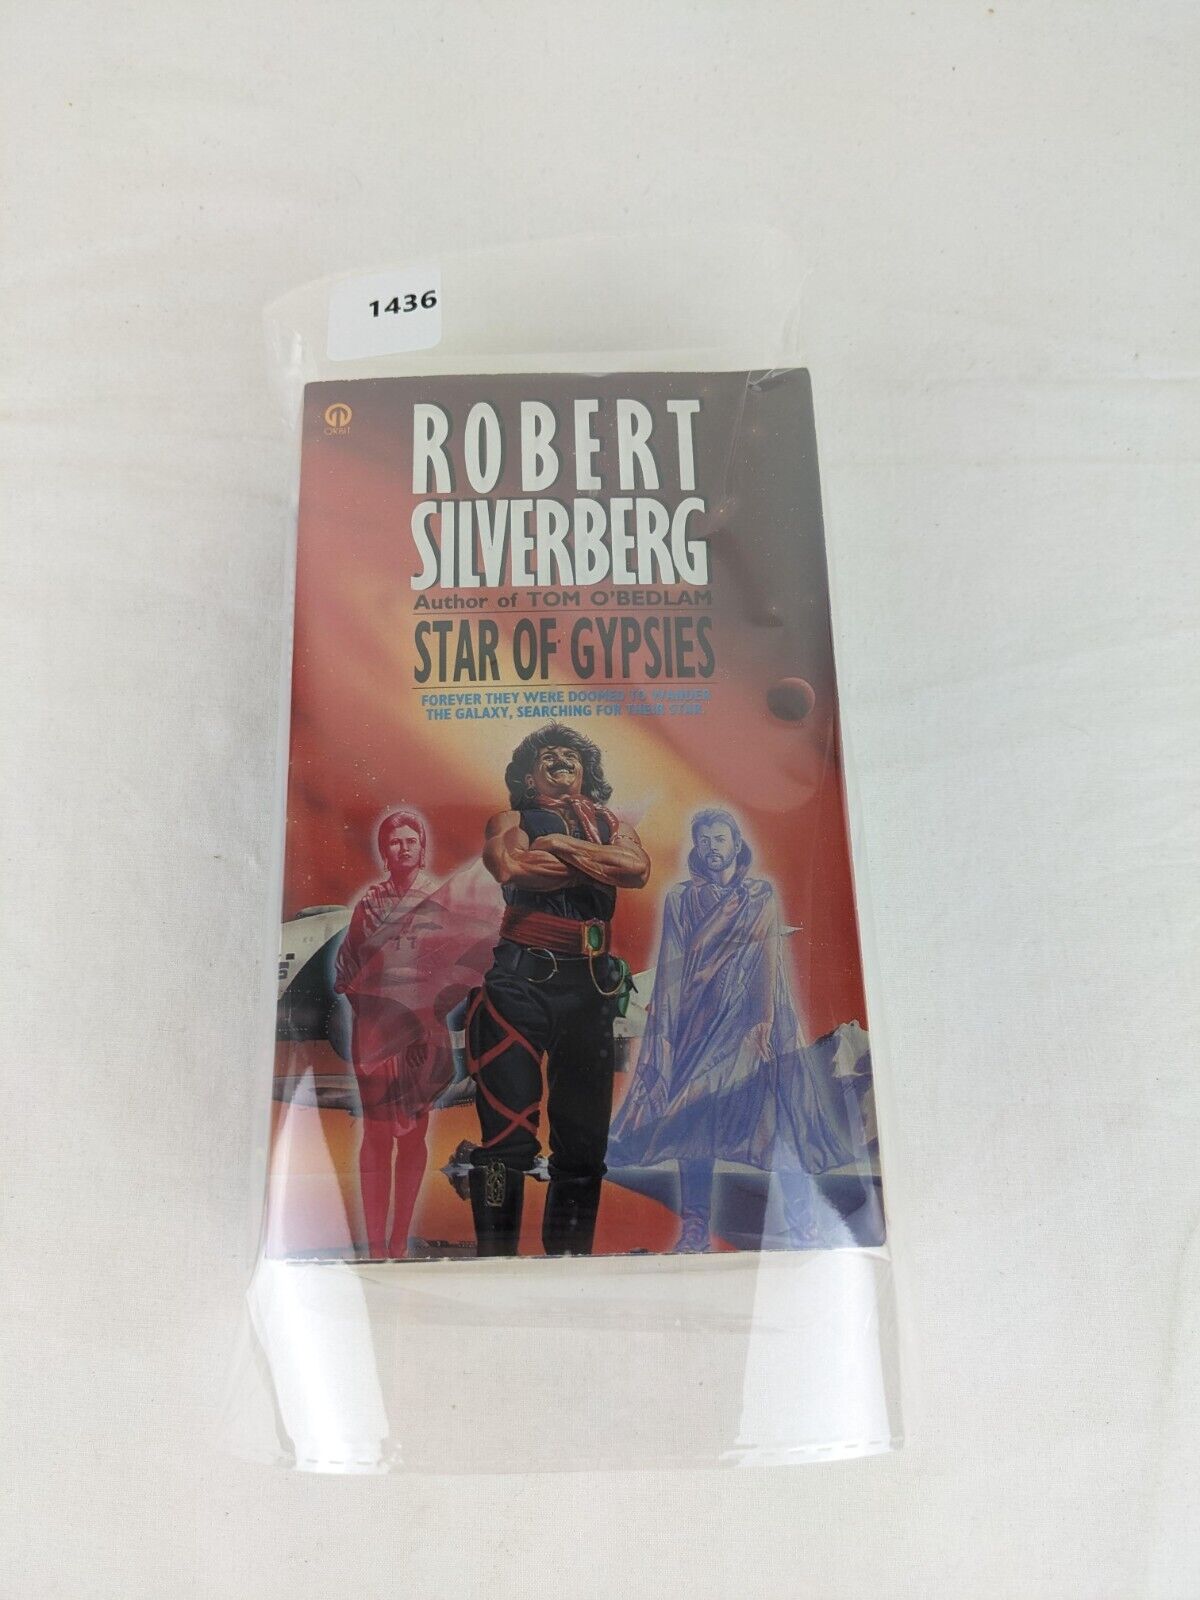 1436
ORBIT
ROBERT
SILVERBERG
Author of TOM O'BEDLAM
STAR OF GYPSIES
FOREVER THEY WERE DOOMED TO WANDER
THE GALAXY, SEARCHING FOR THEIR STAR.